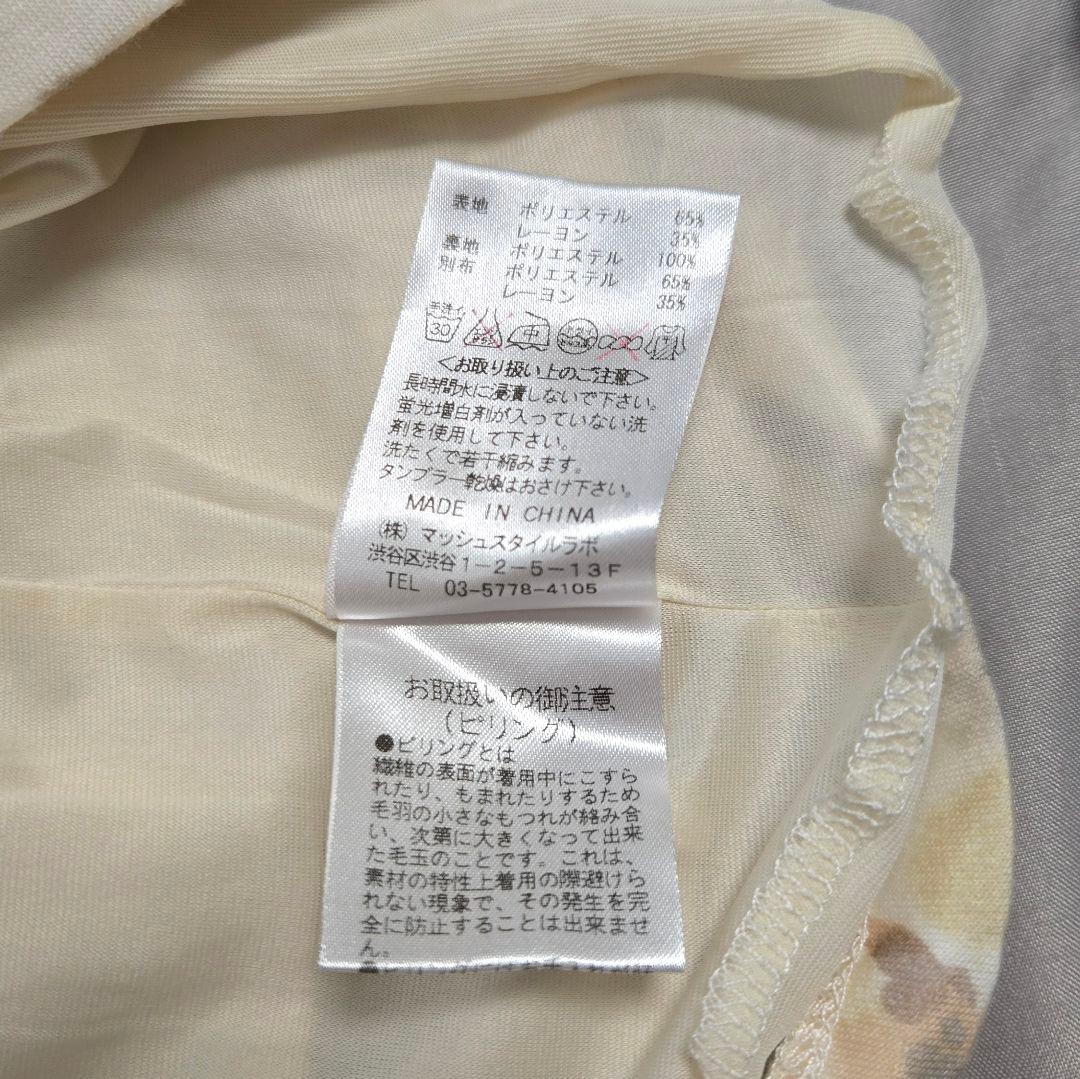 表地 ポリエステル 65%
レーヨン 35%
裏地 ポリエステル 100%
別布 ポリエステル 65%
レーヨン 35%
手洗イ
30
中
<お取り扱い上のご注意>
長時間水に浸漬しないで下さい。
蛍光増白剤が入っていない洗
剤を使用して下さい。
洗たくで若干縮みます。
タンブラー乾燥はおさけ下さい。
MADE IN CHINA
(株) マッシュスタイルラボ
渋谷区渋谷1-2-5-13F
TEL 03-5778-4105
お取扱いの御注意
(ピリング)
●ピリングとは
繊維の表面が着用中にこすら
れたり、もまれたりするため
毛羽の小さなもつれが絡み合
い、次第に大きくなって出来
た毛玉のことです。これは、
素材の特性上着用の際避けら
れない現象で、その発生を完
全に防止することは出来ませ
ん。